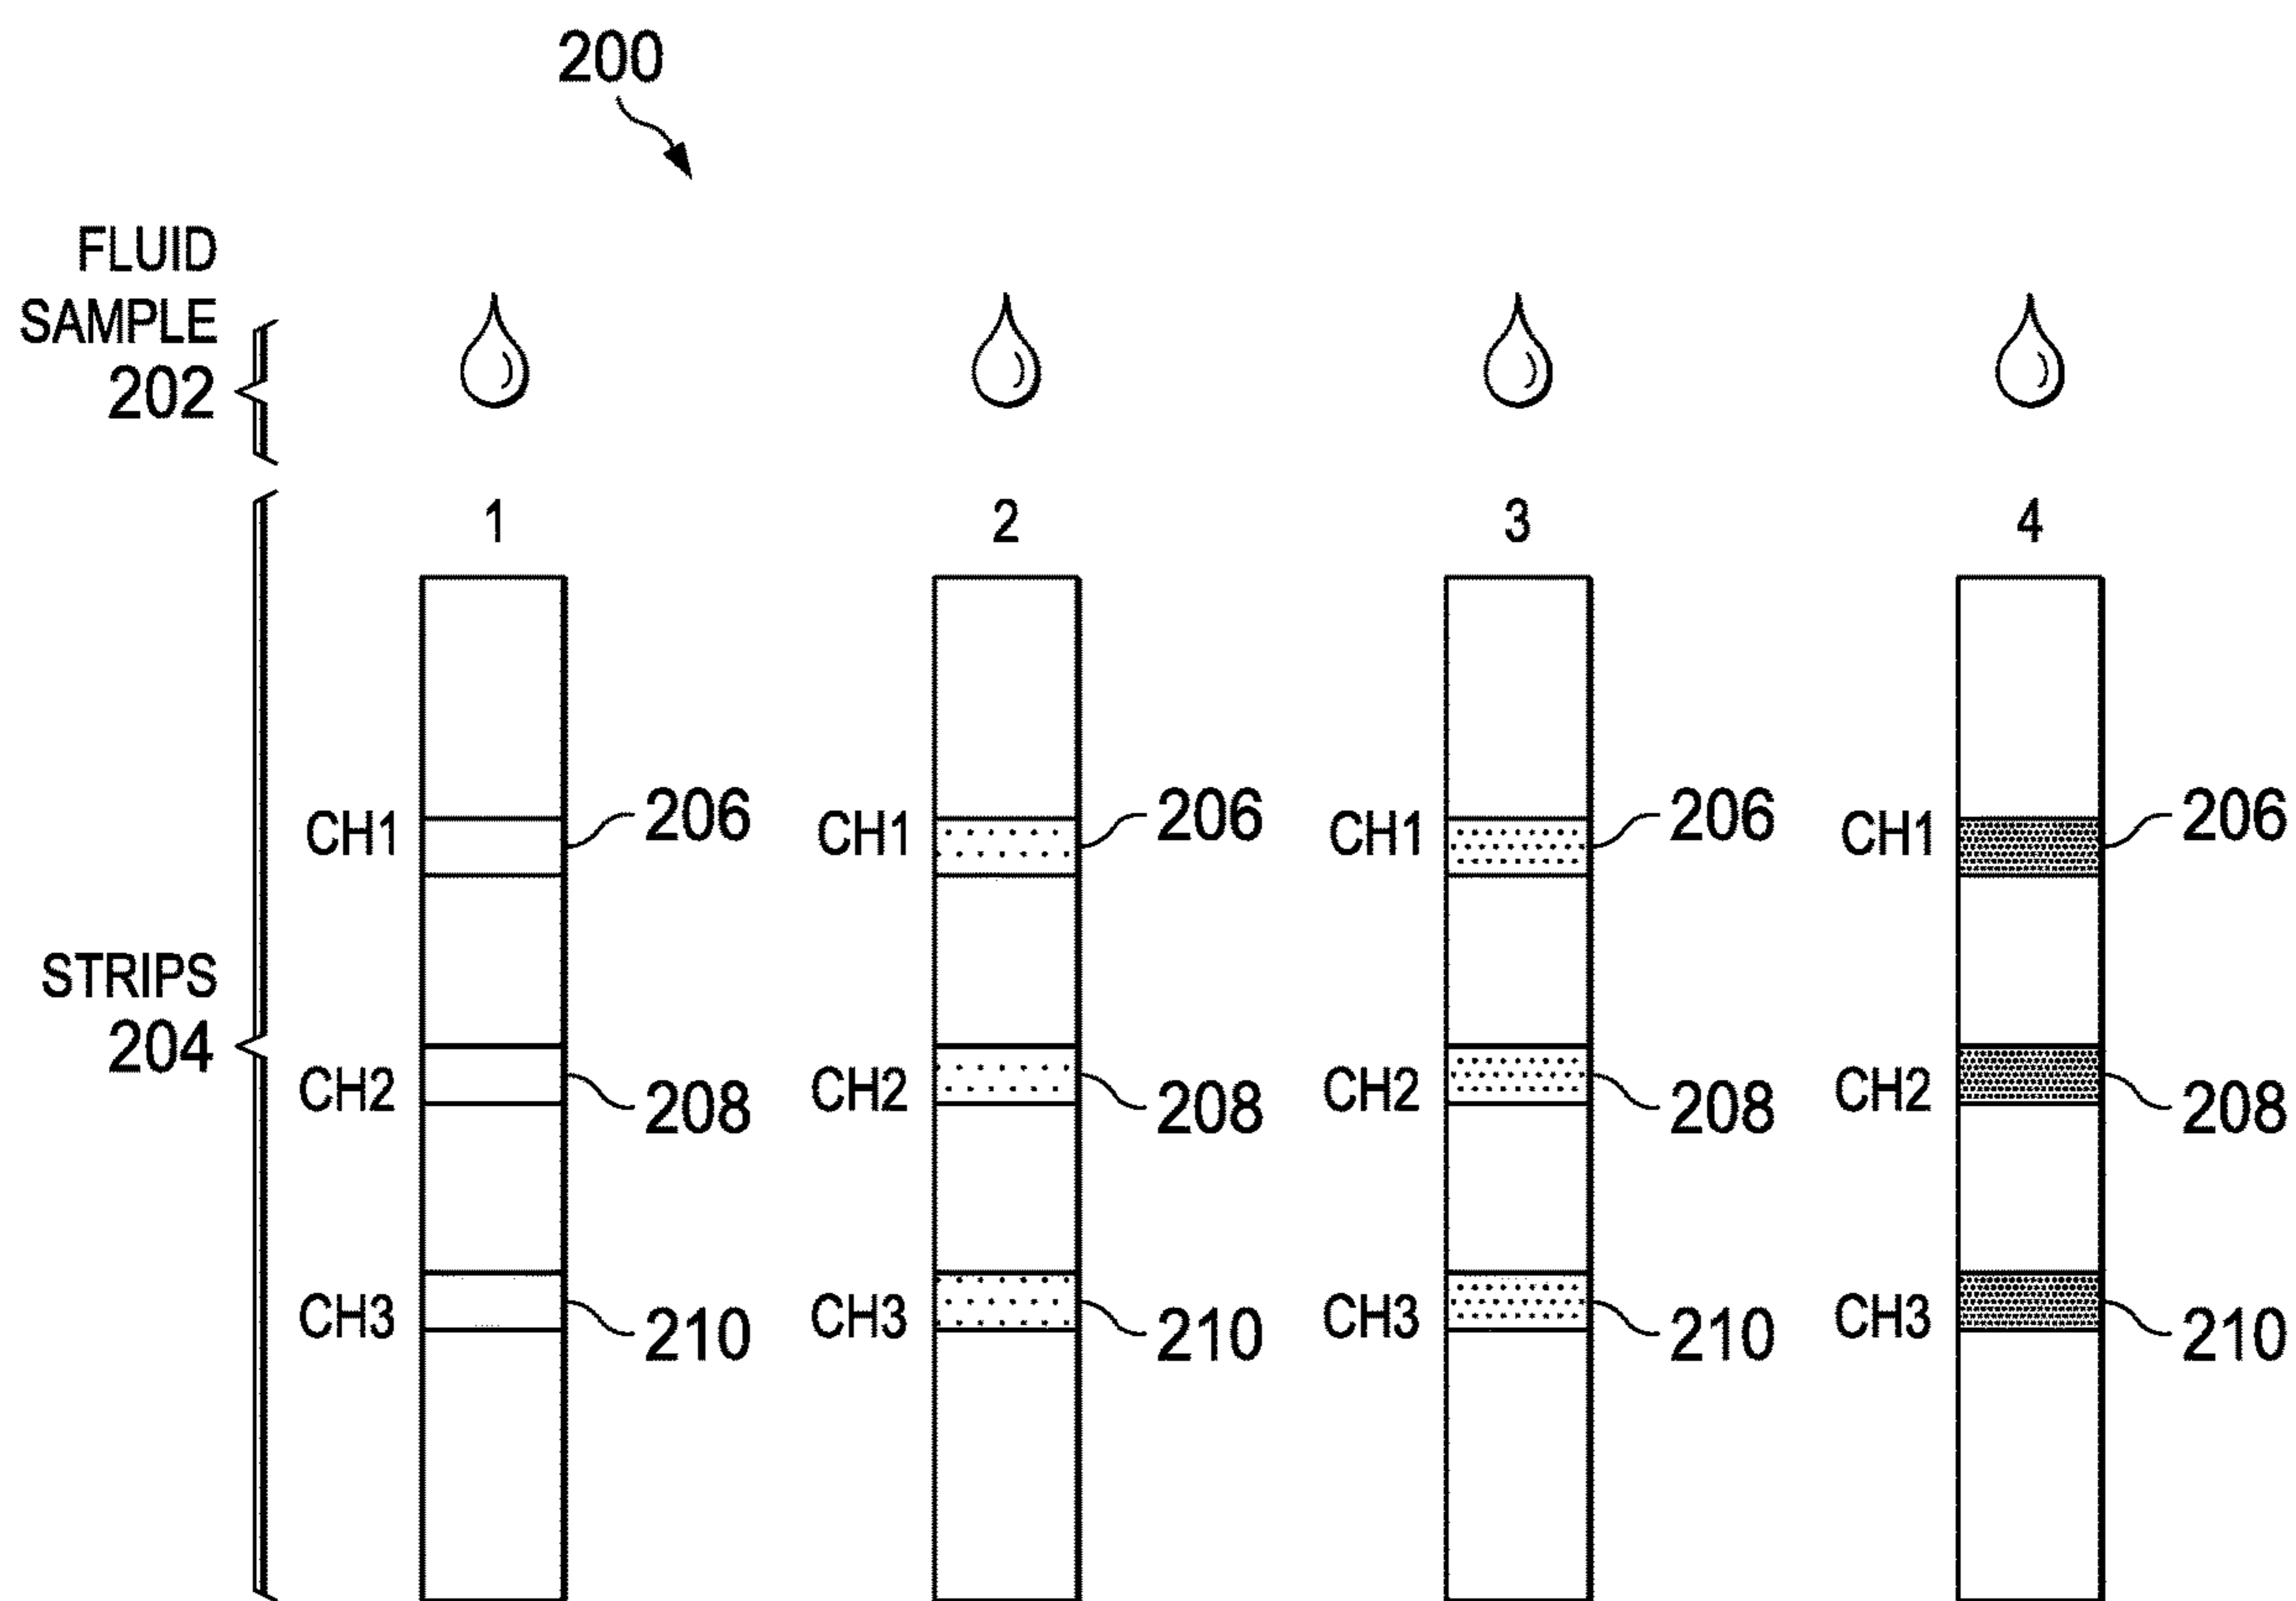 200
FLUID
SAMPLE
202
1 2 3 4
CH1 206 CH1 206 CH1 206 CH1 206
STRIPS
204
CH2 208 CH2 208 CH2 208 CH2 208
CH3 210 CH3 210 CH3 210 CH3 210